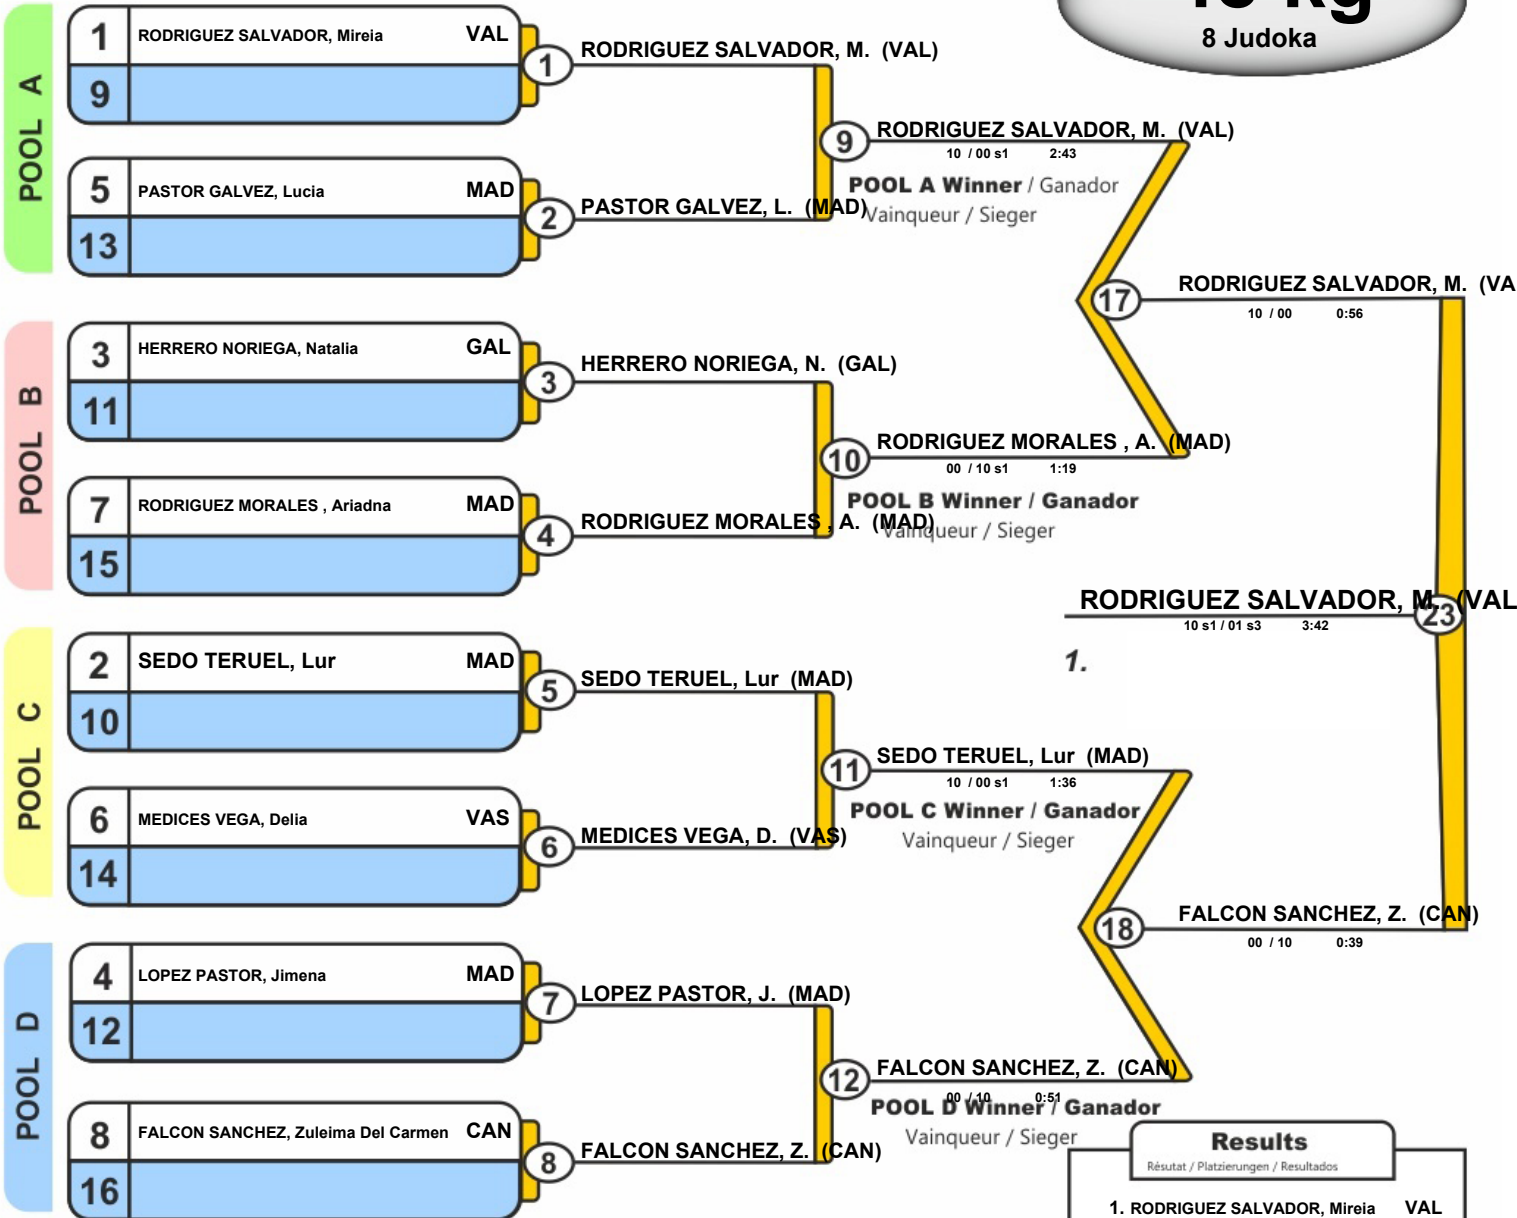 8 Judoka
POOL A
1 RODRIGUEZ SALVADOR, Mireia VAL
9
1 RODRIGUEZ SALVADOR, M. (VAL)
5 PASTOR GALVEZ, Lucia MAD
13
2 PASTOR GALVEZ, L. (MAD)
9 RODRIGUEZ SALVADOR, M. (VAL)
10 / 00 s1 2:43
POOL A Winner / Ganador
Vainqueur / Sieger
POOL B
3 HERRERO NORIEGA, Natalia GAL
11
3 HERRERO NORIEGA, N. (GAL)
7 RODRIGUEZ MORALES , Ariadna MAD
15
4 RODRIGUEZ MORALES , A. (MAD)
10 RODRIGUEZ MORALES , A. (MAD)
00 / 10 s1 1:19
POOL B Winner / Ganador
Vainqueur / Sieger
17 RODRIGUEZ SALVADOR, M. (VA
10 / 00 0:56
POOL C
2 SEDO TERUEL, Lur MAD
10
5 SEDO TERUEL, Lur (MAD)
6 MEDICES VEGA, Delia VAS
14
6 MEDICES VEGA, D. (VAS)
11 SEDO TERUEL, Lur (MAD)
10 / 00 s1 1:36
POOL C Winner / Ganador
Vainqueur / Sieger
POOL D
4 LOPEZ PASTOR, Jimena MAD
12
7 LOPEZ PASTOR, J. (MAD)
8 FALCON SANCHEZ, Zuleima Del Carmen CAN
16
8 FALCON SANCHEZ, Z. (CAN)
12 FALCON SANCHEZ, Z. (CAN)
00 / 10 0:51
POOL D Winner / Ganador
Vainqueur / Sieger
18 FALCON SANCHEZ, Z. (CAN)
00 / 10 0:39
RODRIGUEZ SALVADOR, M. (VAL
23
10 s1 / 01 s3 3:42
1.
Results
Résutat / Platzierungen / Resultados
1. RODRIGUEZ SALVADOR, Mireia VAL